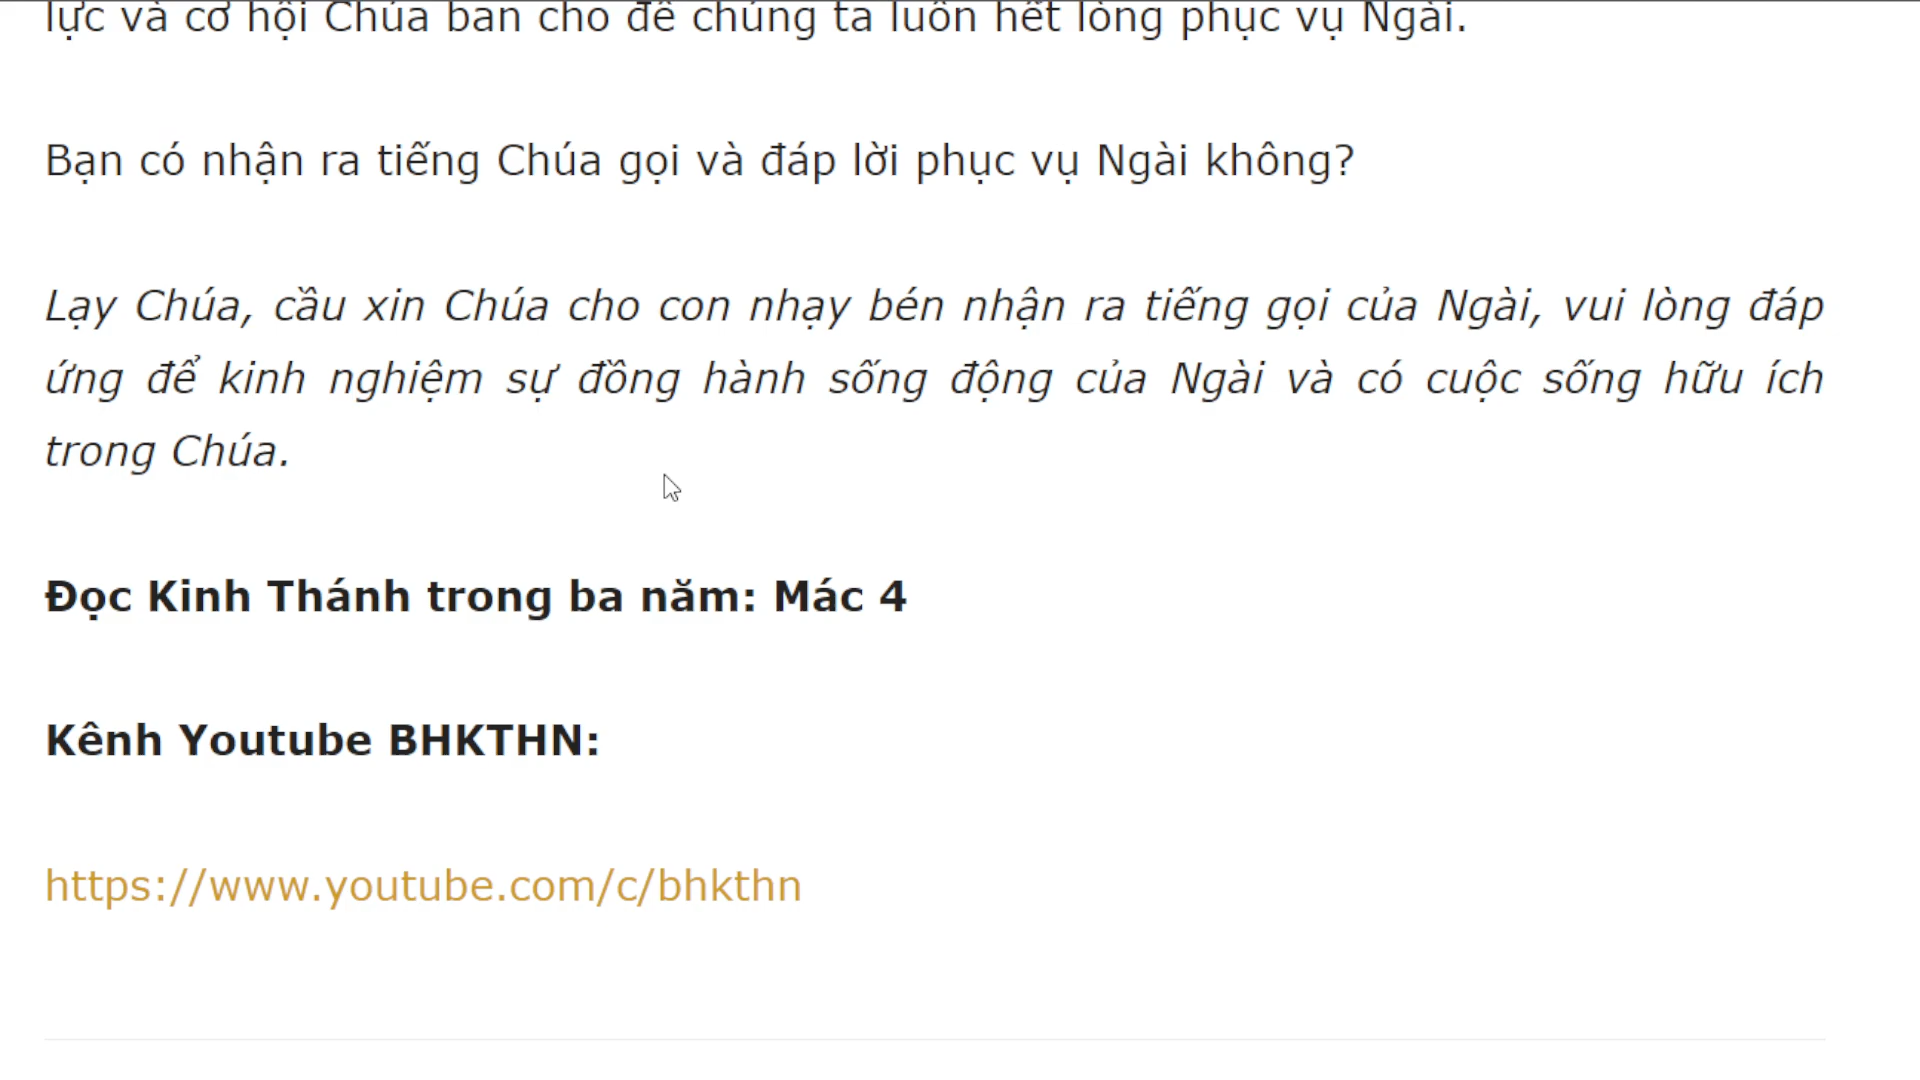 lực và cơ hội Chúa ban cho để chúng ta luôn hết lòng phục vụ Ngài.
Bạn có nhận ra tiếng Chúa gọi và đáp lời phục vụ Ngài không?
Lạy Chúa, cầu xin Chúa cho con nhạy bén nhận ra tiếng gọi của Ngài, vui lòng đáp
ứng để kinh nghiệm sự đồng hành sống động của Ngài và có cuộc sống hữu ích
trong Chúa.
Đọc Kinh Thánh trong ba năm: Mác 4
Kênh Youtube BHKTHN:
https://www.youtube.com/c/bhkthn